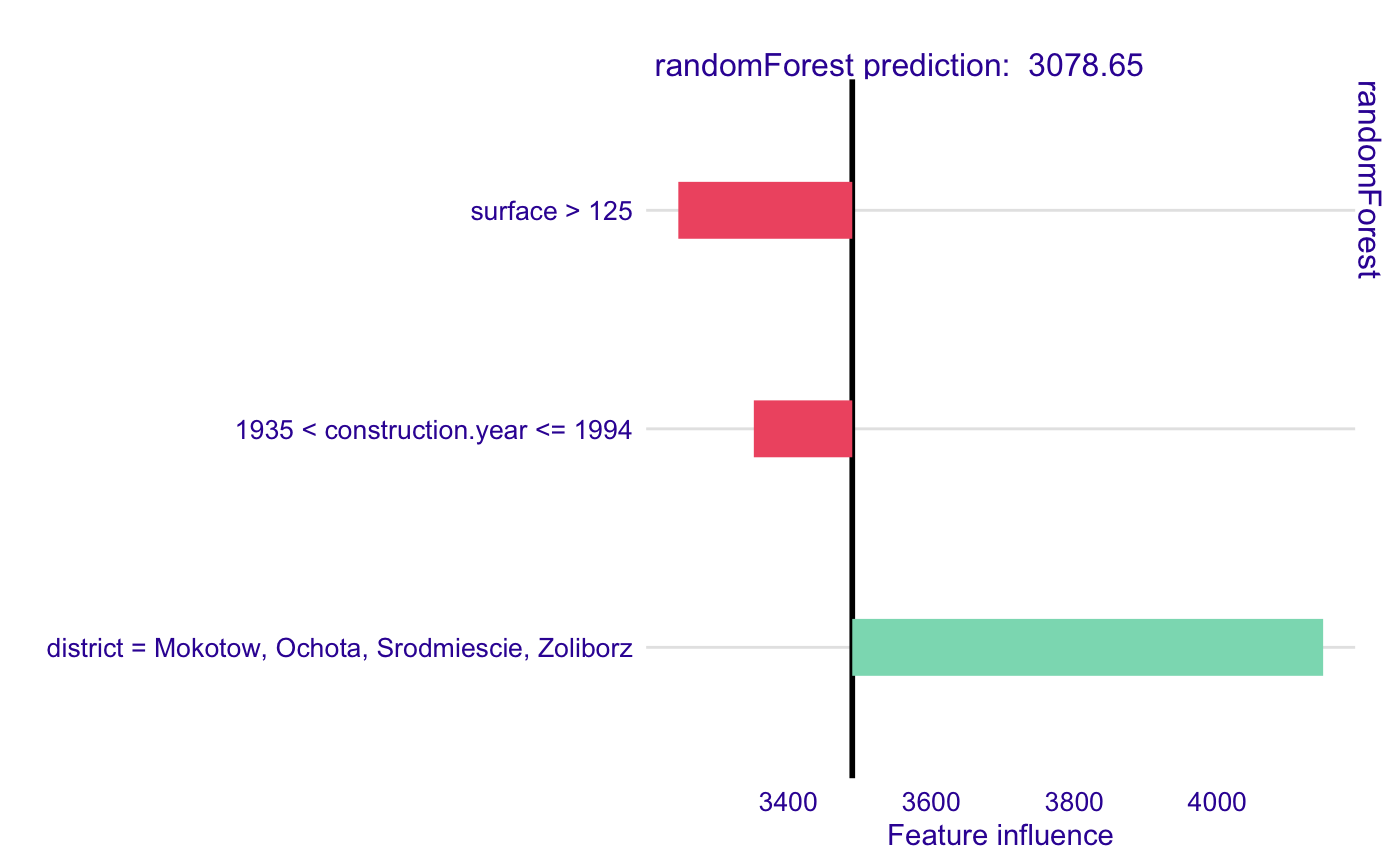 randomForest prediction:  3078.65
randomForest
surface > 125
1935 < construction.year <= 1994
district = Mokotow, Ochota, Srodmiescie, Zoliborz
3400 3600 3800 4000
Feature influence